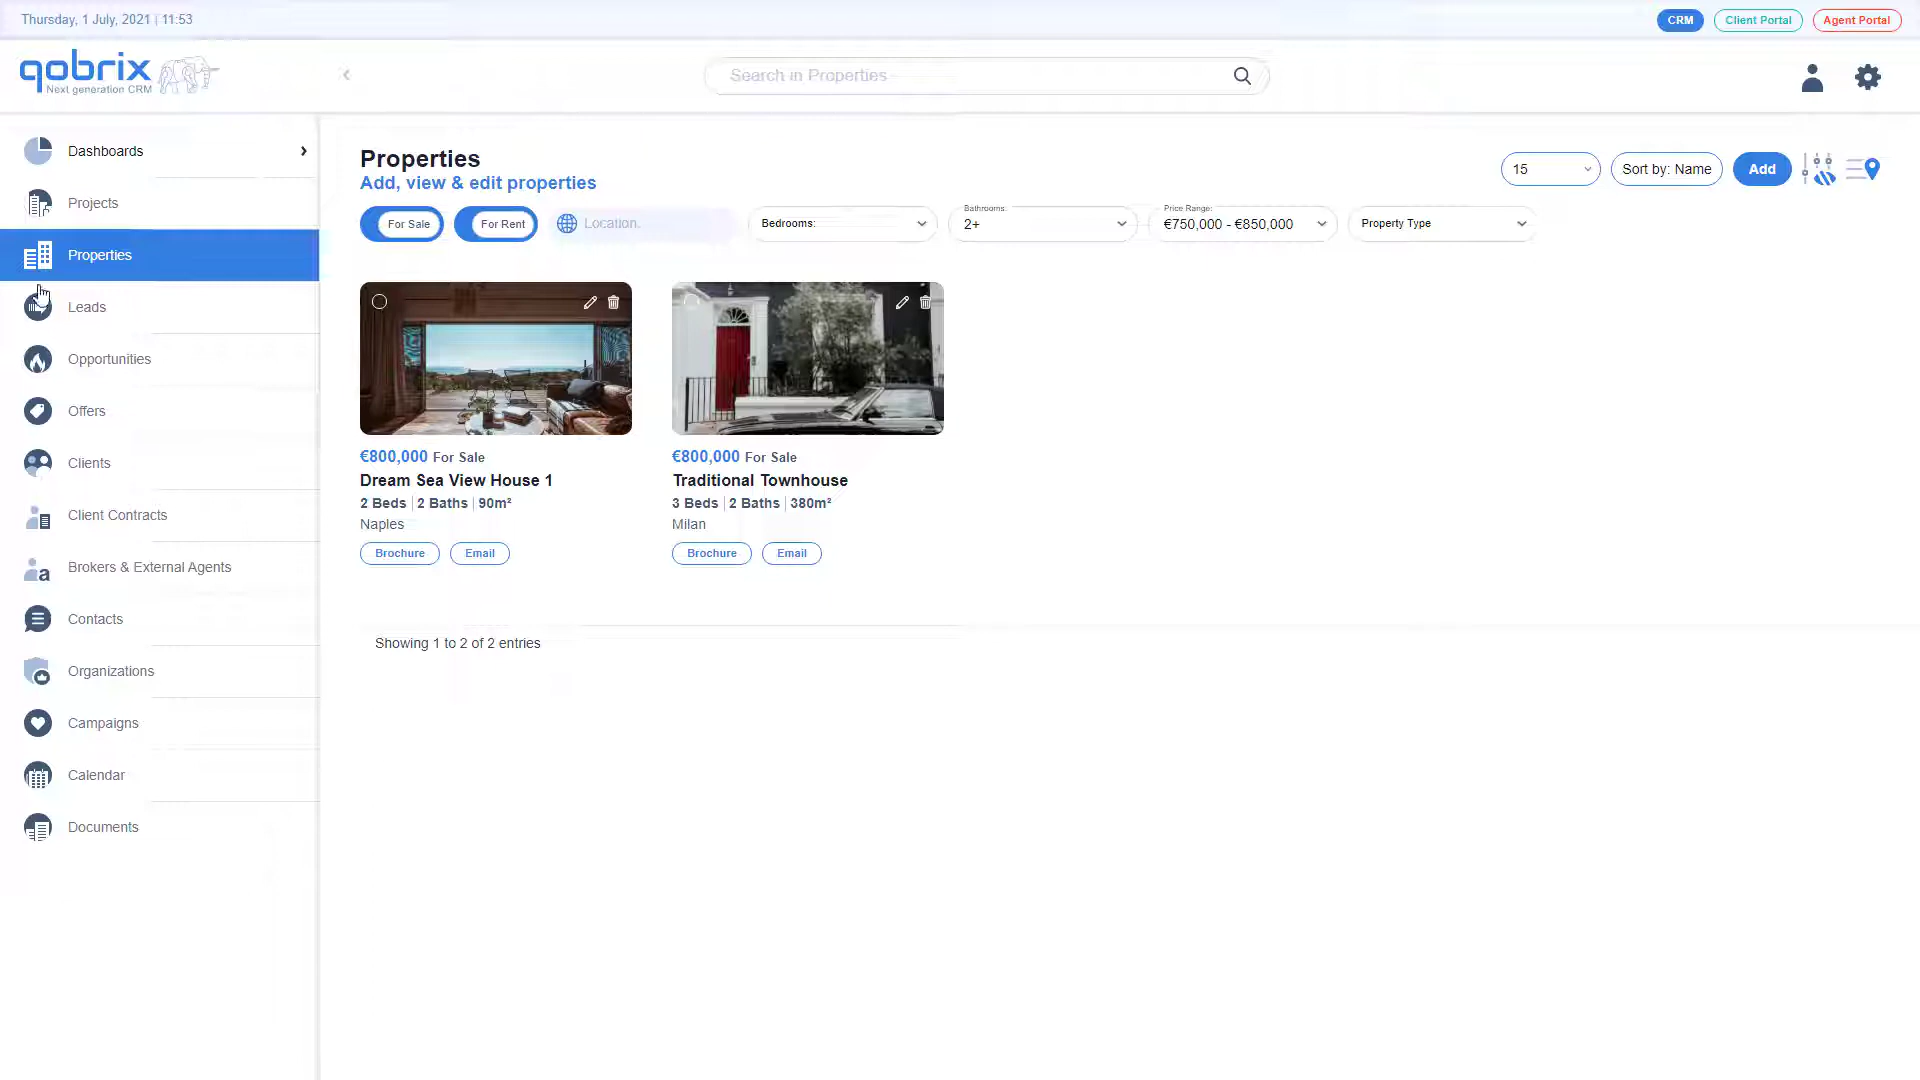 Thursday, 1 July, 2021 | 11:53
CRM
Client Portal
Agent Portal
qobrix
Next generation CRM
Search in Properties
Dashboards
Projects
Properties
Leads
Opportunities
Offers
Clients
Client Contracts
Brokers & External Agents
Contacts
Organizations
Campaigns
Calendar
Documents
Properties
Add, view & edit properties
15
Sort by: Name
Add
For Sale
For Rent
Location.
Bedrooms:
Bathrooms:
2+
Price Range:
€750,000 - €850,000
Property Type
€800,000 For Sale
Dream Sea View House 1
2 Beds | 2 Baths | 90m²
Naples
Brochure
Email
€800,000 For Sale
Traditional Townhouse
3 Beds | 2 Baths | 380m²
Milan
Brochure
Email
Showing 1 to 2 of 2 entries